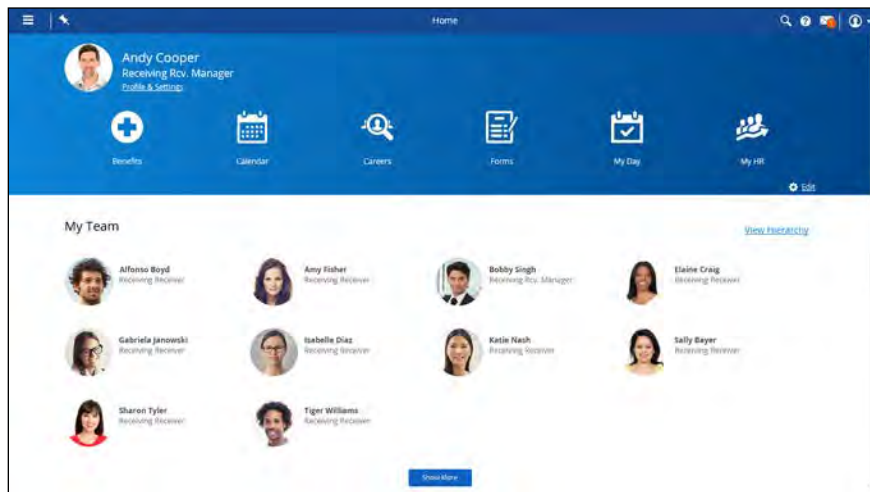 Home
Andy Cooper
Receiving Rcv. Manager
Profile & Settings
Benefits
Calendar
Careers
Forms
My Day
My HR
Edit
My Team
View Hierarchy
Alfonso Boyd
Receiving Receiver
Amy Fisher
Receiving Receiver
Bobby Singh
Receiving Rcv. Manager
Elaine Craig
Receiving Receiver
Gabriela Janowski
Receiving Receiver
Isabelle Diaz
Receiving Receiver
Katie Nash
Receiving Receiver
Sally Bayer
Receiving Receiver
Sharon Tyler
Receiving Receiver
Tiger Williams
Receiving Receiver
Show More